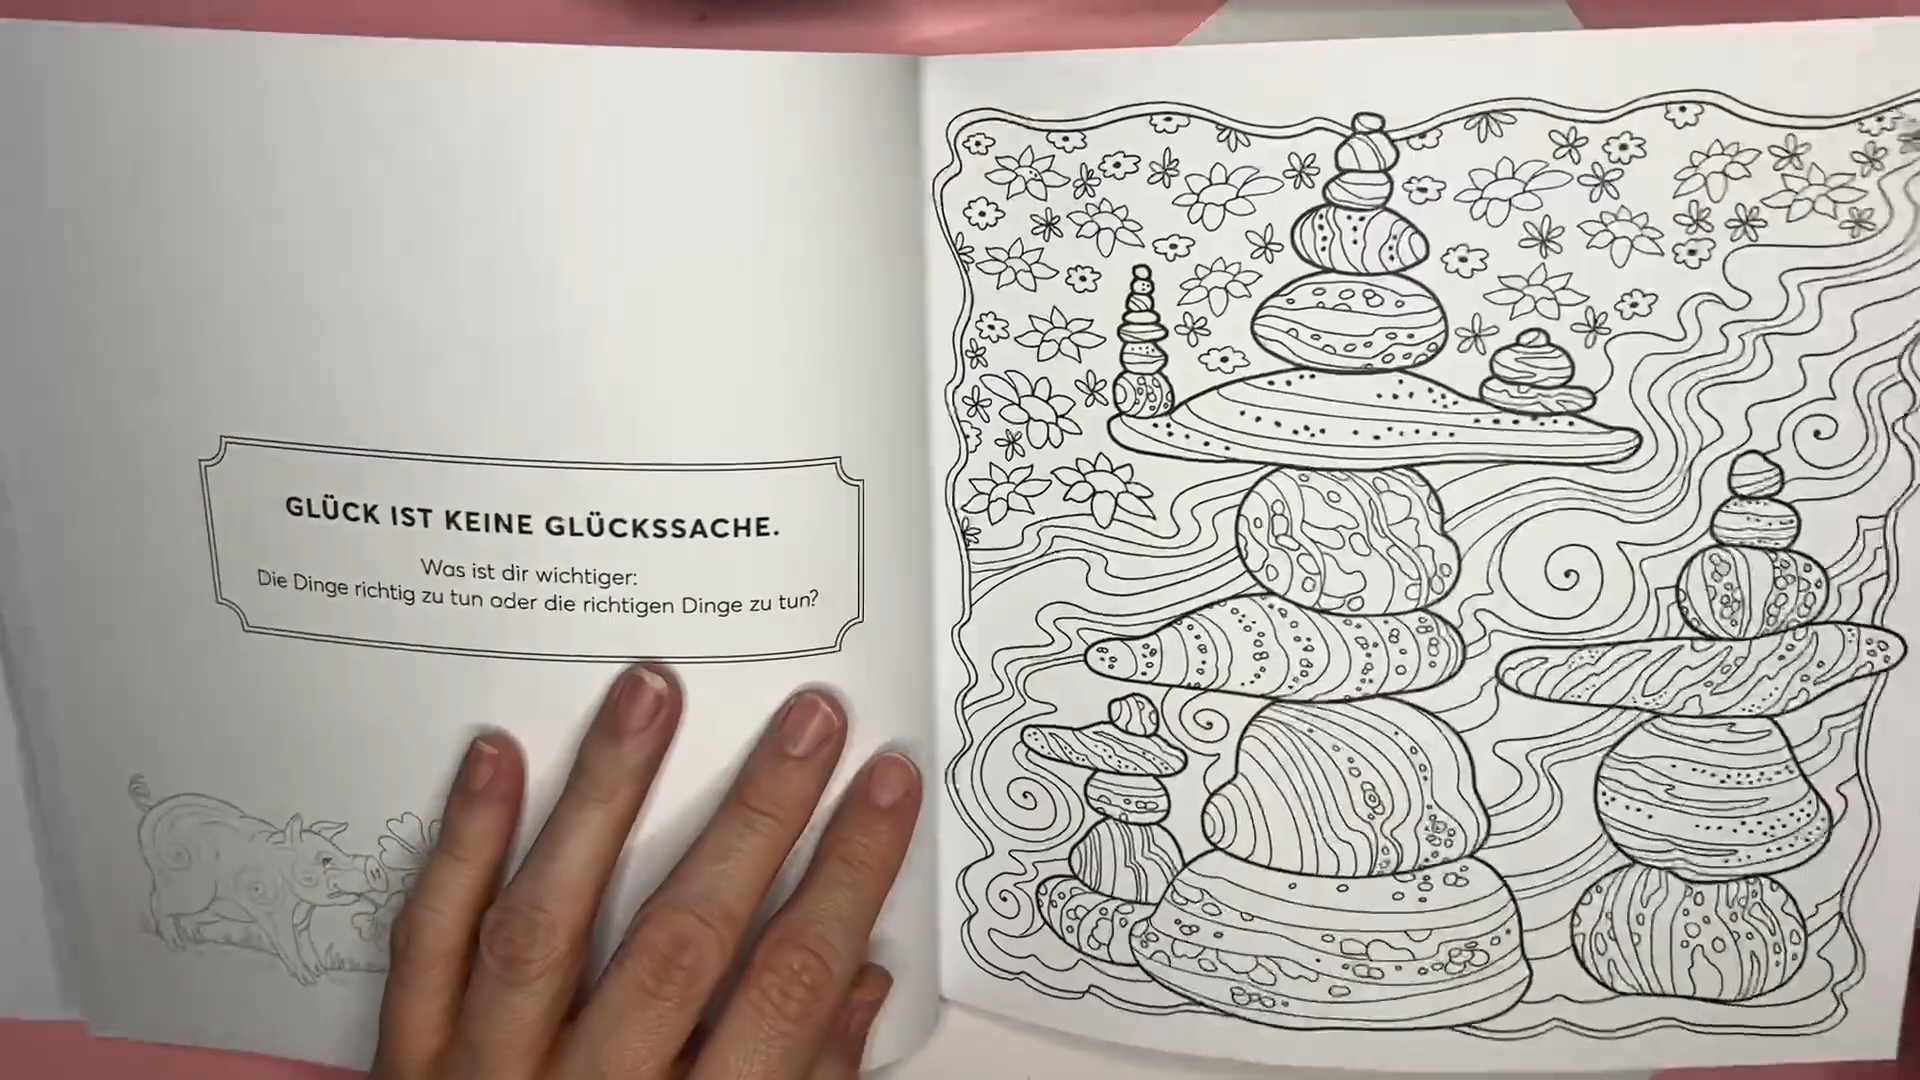 GLÜCK IST KEINE GLÜCKSSACHE.
Was ist dir wichtiger:
Die Dinge richtig zu tun oder die richtigen Dinge zu tun?